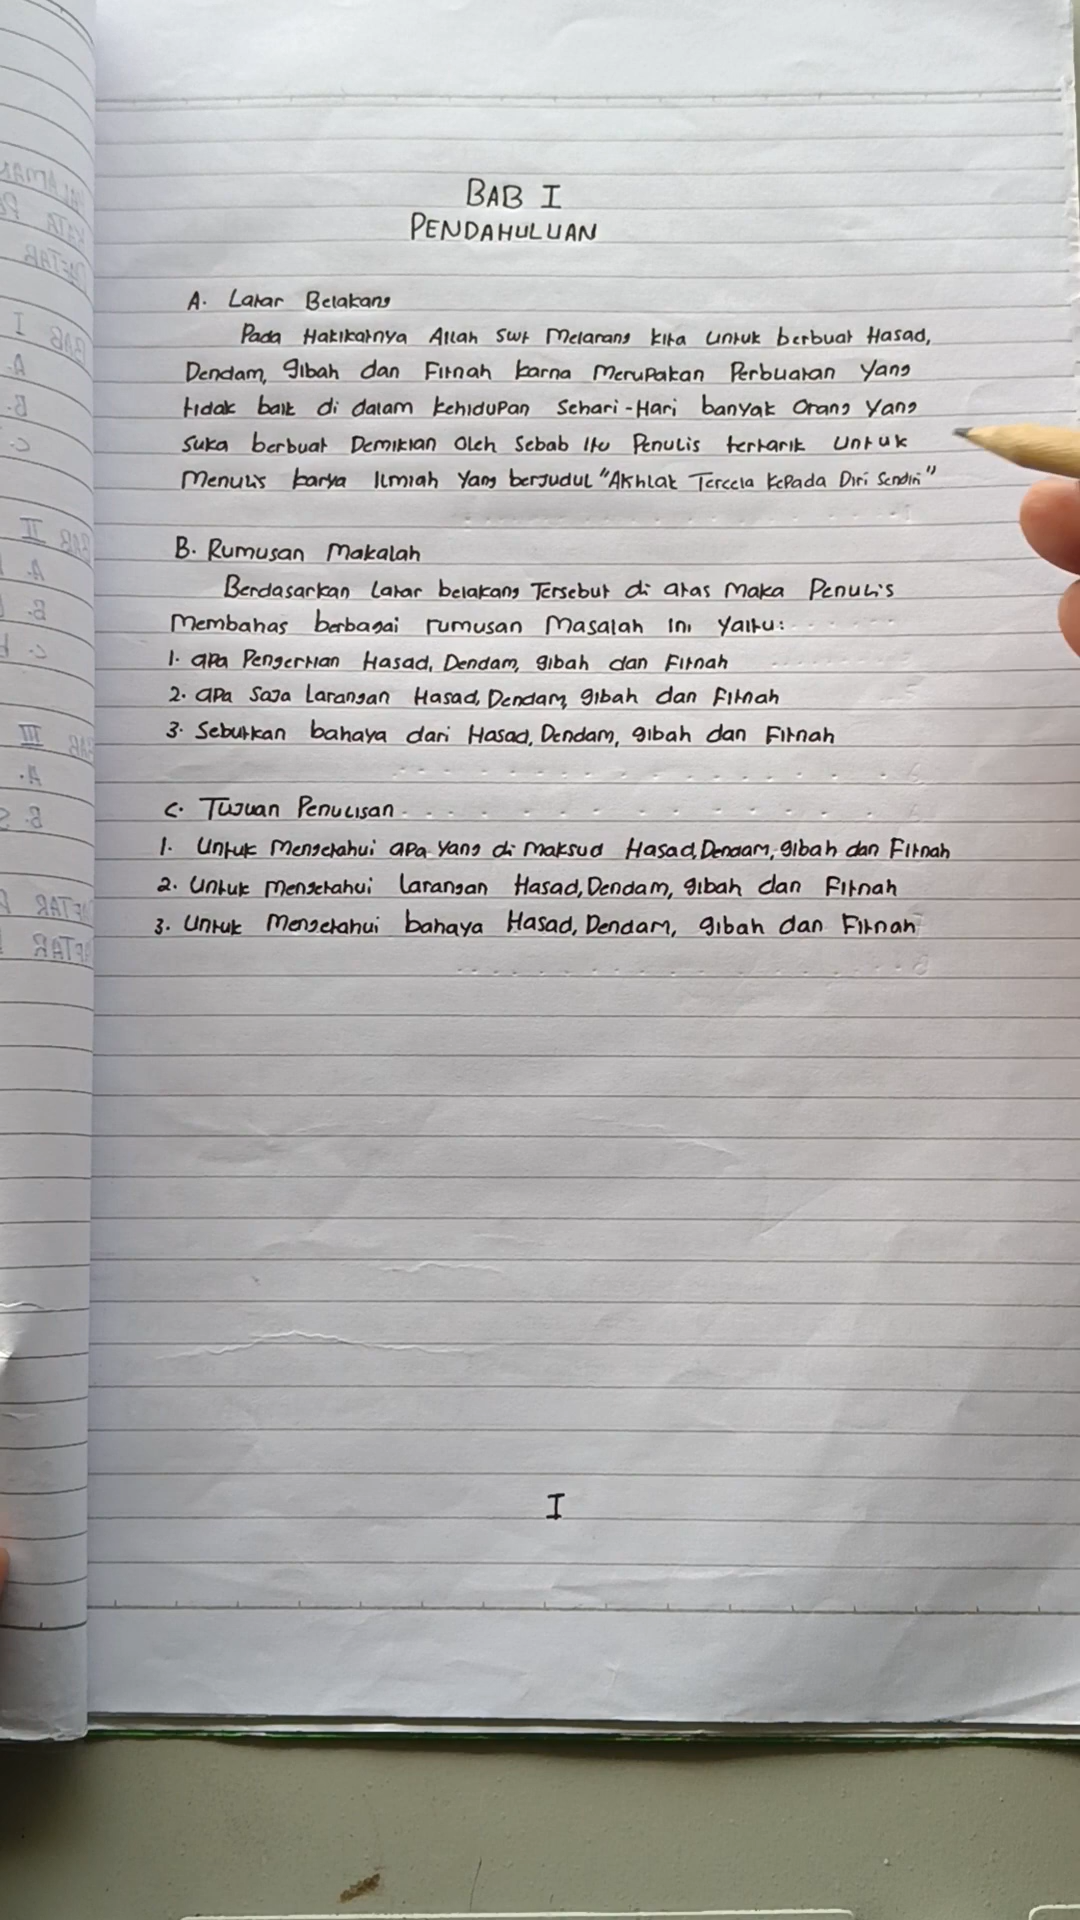 BAB I
PENDAHULUAN
A. Latar Belakang
Pada Hakikatnya Allah swt Melarang kita untuk berbuat Hasad,
Dendam, gibah dan Fitnah karna Merupakan Perbuatan Yang
tidak baik di dalam kehidupan Sehari-Hari banyak Orang Yang
suka berbuat Demikian Oleh Sebab Itu Penulis tertarik Untuk
Menulis karya Ilmiah Yang berjudul "Akhlak Tercela Kepada Diri Sendiri"
B. Rumusan Makalah
Berdasarkan Latar belakang Tersebut di atas Maka Penulis
Membahas berbagai rumusan Masalah Ini Yaitu:
1. apa Pengertian Hasad, Dendam, gibah dan Fitnah
2. apa Saja Larangan Hasad, Dendam, gibah dan Fitnah
3. Sebutkan bahaya dari Hasad, Dendam, gibah dan Fitnah
C. Tujuan Penulisan
1. Untuk Mengetahui apa Yang di maksud Hasad, Dendam, gibah dan Fitnah
2. Untuk Mengetahui larangan Hasad, Dendam, gibah dan Fitnah
3. Untuk Mengetahui bahaya Hasad, Dendam, gibah dan Fitnah
I